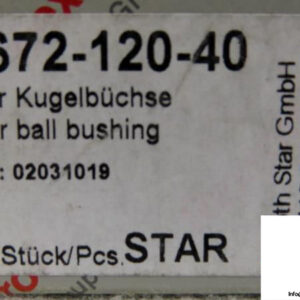 672-120-40
r Kugelbüchse
r ball bushing
: 02031019
Stück/Pcs. STAR
th Star GmbH